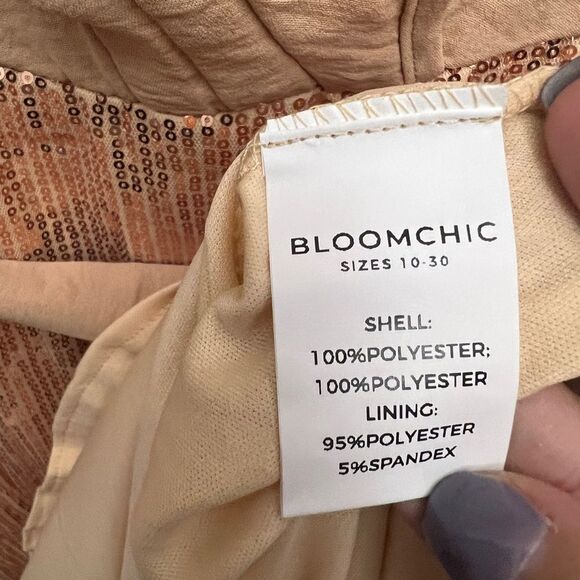 BLOOMCHIC
SIZES 10-30
SHELL:
100%POLYESTER;
100%POLYESTER
LINING:
95%POLYESTER
5%SPANDEX